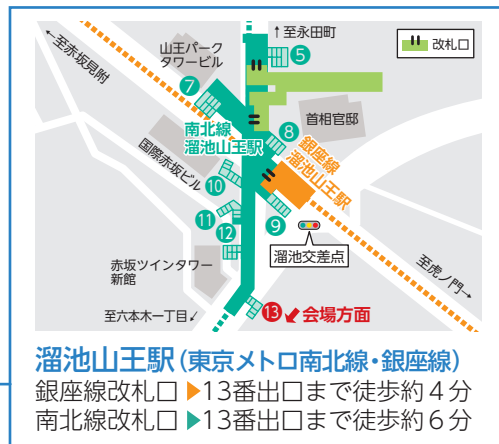 ↑至永田町
改札口
←至赤坂見附
山王パーク
タワービル
5
7
首相官邸
南北線
溜池山王駅
8
銀座線
溜池山王駅
国際赤坂ビル
10
11
9
12
溜池交差点
赤坂ツインタワー
新館
至虎ノ門→
至六本木一丁目↙
13 ↙会場方面
溜池山王駅(東京メトロ南北線・銀座線)
銀座線改札口▶13番出口まで徒歩約4分
南北線改札口▶13番出口まで徒歩約6分